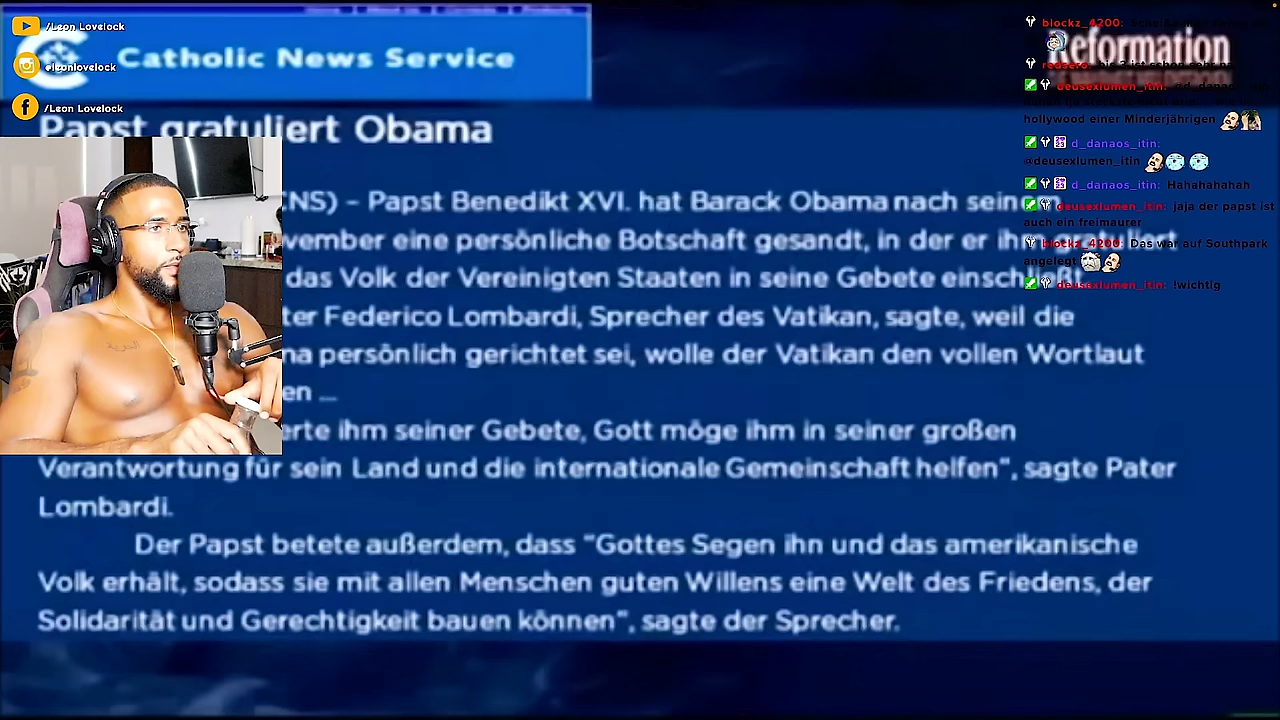 /Leon Lovelock
@leonlovelock
/Leon Lovelock
Catholic News Service
Reformation
Papst gratuliert Obama
CNS) – Papst Benedikt XVI. hat Barack Obama nach seine
vember eine persönliche Botschaft gesandt, in der er ihm
das Volk der Vereinigten Staaten in seine Gebete einschließt
ter Federico Lombardi, Sprecher des Vatikan, sagte, weil die
na persönlich gerichtet sei, wolle der Vatikan den vollen Wortlaut
en ...
erte ihm seiner Gebete, Gott möge ihm in seiner großen
Verantwortung für sein Land und die internationale Gemeinschaft helfen", sagte Pater
Lombardi.
Der Papst betete außerdem, dass "Gottes Segen ihn und das amerikanische
Volk erhält, sodass sie mit allen Menschen guten Willens eine Welt des Friedens, der
Solidarität und Gerechtigkeit bauen können", sagte der Sprecher.
blockz_4200:
deusexlumen_itin:
hollywood einer Minderjährigen
d_danaos_itin:
@deusexlumen_itin
d_danaos_itin: Hahahahahah
deusexlumen_itin: jaja der papst ist
auch ein freimaurer
blockz_4200: Das war auf Southpark
angelegt
deusexlumen_itin: !wichtig